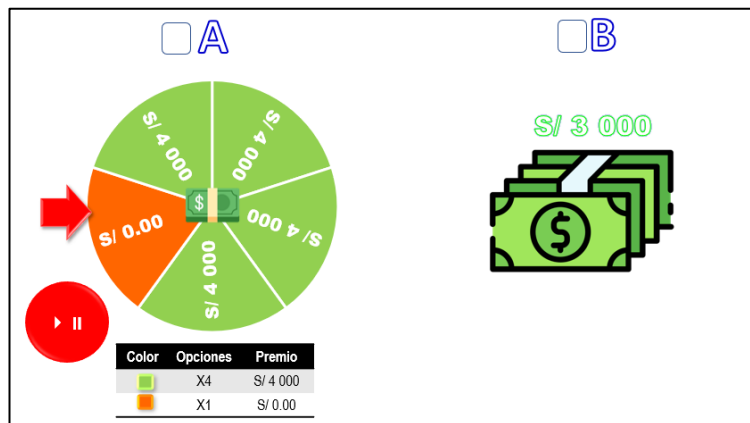 A
B
S/ 4 000
S/ 4 000
S/ 0.00
S/ 4 000
S/ 4 000
$
S/ 3 000
$
Color Opciones Premio
X4 S/ 4 000
X1 S/ 0.00